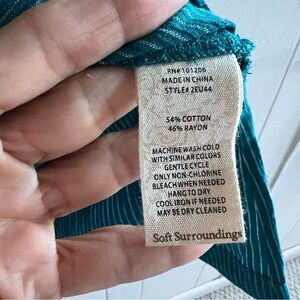 RN# 101206
MADE IN CHINA
STYLE# 2EU44
54% COTTON
46% RAYON
MACHINE WASH COLD
WITH SIMILAR COLORS
GENTLE CYCLE
ONLY NON-CHLORINE
BLEACH WHEN NEEDED
HANG TO DRY
COOL IRON IF NEEDED
MAY BE DRY CLEANED
Soft Surroundings